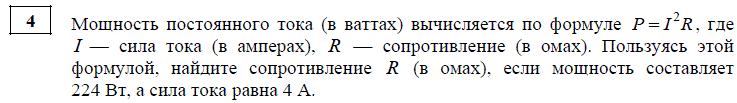 4
Мощность постоянного тока (в ваттах) вычисляется по формуле P = I²R, где
I — сила тока (в амперах), R — сопротивление (в омах). Пользуясь этой
формулой, найдите сопротивление R (в омах), если мощность составляет
224 Вт, а сила тока равна 4 А.